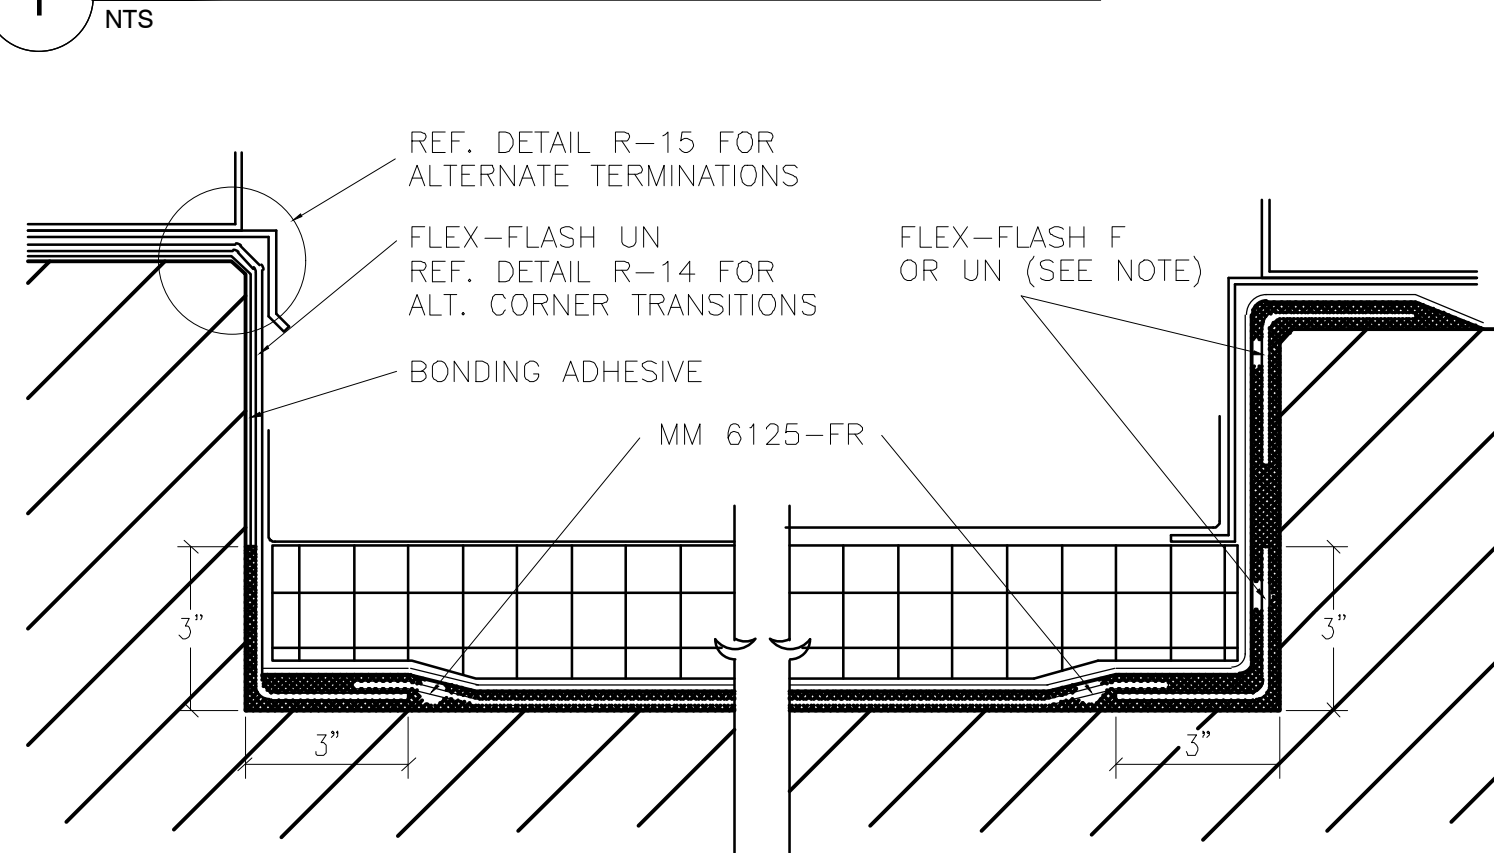 NTS
REF. DETAIL R-15 FOR
ALTERNATE TERMINATIONS
FLEX-FLASH UN
REF. DETAIL R-14 FOR
ALT. CORNER TRANSITIONS
FLEX-FLASH F
OR UN (SEE NOTE)
BONDING ADHESIVE
MM 6125-FR
3"
3"
3"
3"